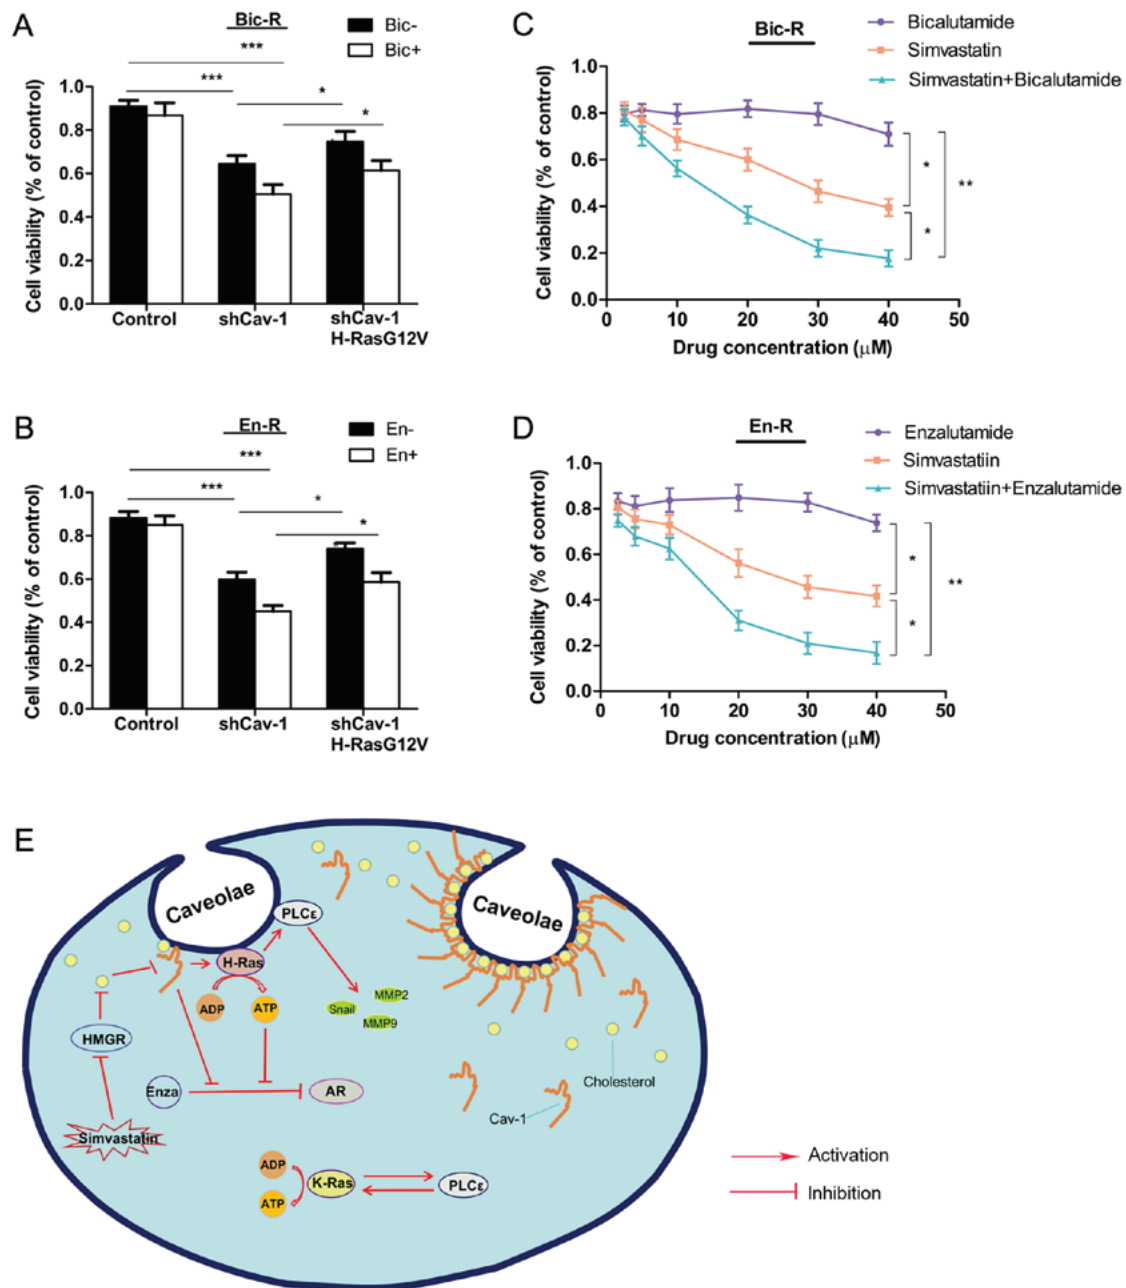 A
Bic-R
Bic-
Bic+
***
***
*
*
Cell viability (% of control)
1.0
0.8
0.6
0.4
0.2
0.0
Control
shCav-1
shCav-1
H-RasG12V
C
Bic-R
Bicalutamide
Simvastatin
Simvastatin+Bicalutamide
Cell viability (% of control)
1.0
0.8
0.6
0.4
0.2
0.0
*
*
**
0
10
20
30
40
50
Drug concentration (μM)
B
En-R
En-
En+
***
***
*
*
Cell viability (% of control)
1.0
0.8
0.6
0.4
0.2
0.0
Control
shCav-1
shCav-1
H-RasG12V
D
En-R
Enzalutamide
Simvastatiin
Simvastatiin+Enzalutamide
Cell viability (% of control)
1.0
0.8
0.6
0.4
0.2
0.0
*
*
**
0
10
20
30
40
50
Drug concentration (μM)
E
Caveolae
PLCε
H-Ras
ADP
ATP
Snail
MMP2
MMP9
HMGR
Enza
AR
Simvastatin
ADP
ATP
K-Ras
PLCε
Caveolae
Cholesterol
Cav-1
Activation
Inhibition